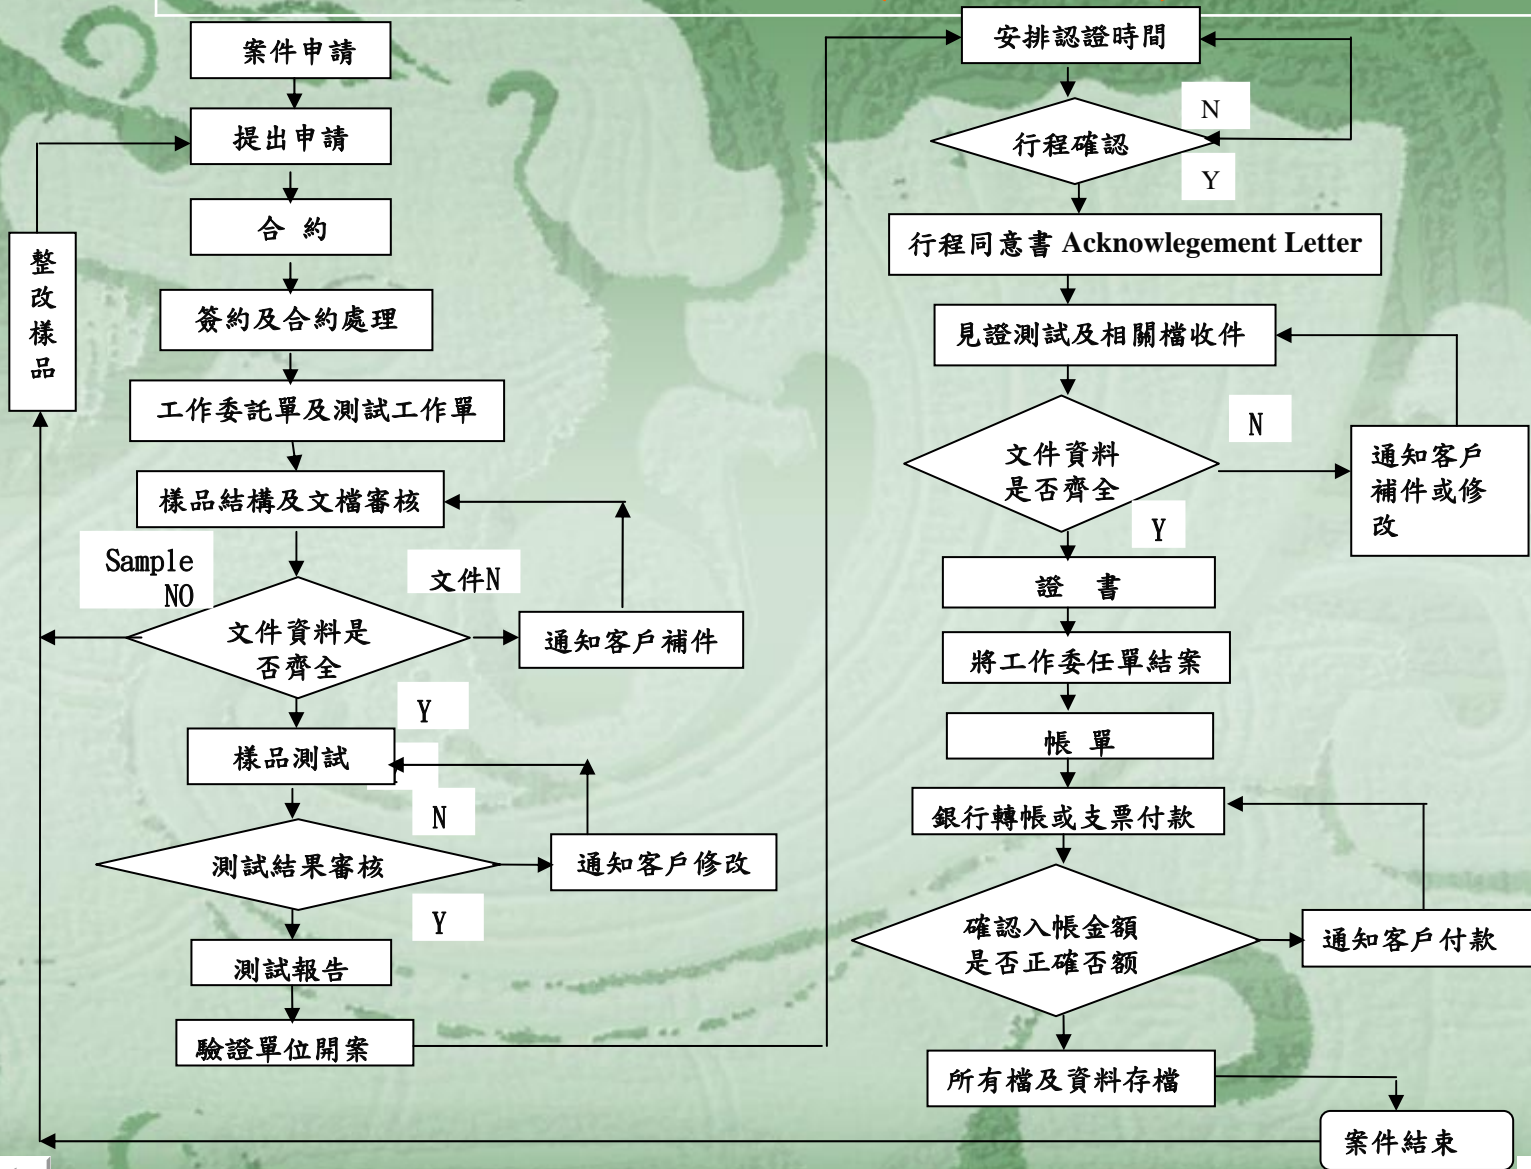 案件申請
提出申請
合 約
簽約及合約處理
工作委託單及測試工作單
樣品結構及文檔審核
Sample
NO
文件N
文件資料是
否齊全
通知客戶補件
Y
樣品測試
N
測試結果審核
通知客戶修改
Y
測試報告
驗證單位開案
整
改
樣
品
安排認證時間
N
行程確認
Y
行程同意書 Acknowlegement Letter
見證測試及相關檔收件
N
文件資料
是否齊全
通知客戶
補件或修
改
Y
證 書
將工作委任單結案
帳 單
銀行轉帳或支票付款
確認入帳金額
是否正確否額
通知客戶付款
所有檔及資料存檔
案件結束